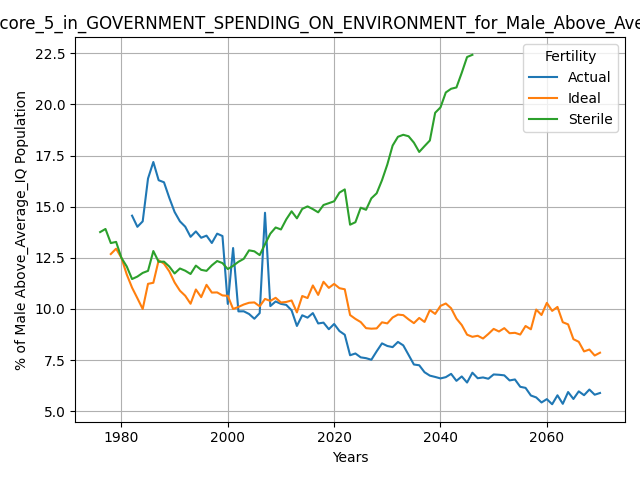 core_5_in_GOVERNMENT_SPENDING_ON_ENVIRONMENT_for_Male_Above_Ave
Fertility
Actual
Ideal
Sterile
% of Male Above_Average_IQ Population
22.5
20.0
17.5
15.0
12.5
10.0
7.5
5.0
1980 2000 2020 2040 2060
Years